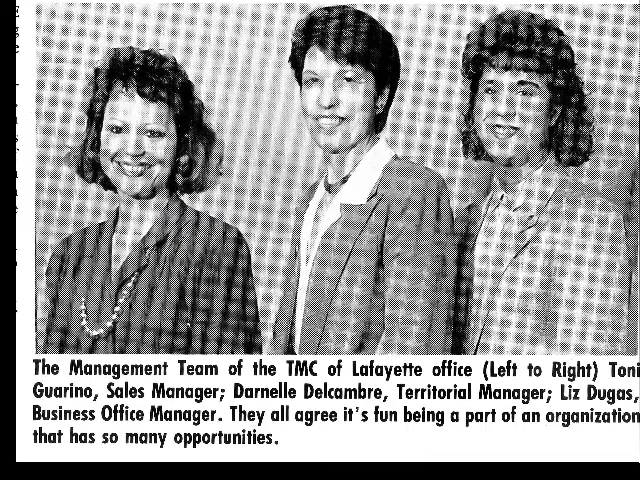 The Management Team of the TMC of Lafayette office (Left to Right) Toni
Guarino, Sales Manager; Darnelle Delcambre, Territorial Manager; Liz Dugas,
Business Office Manager. They all agree it's fun being a part of an organization
that has so many opportunities.